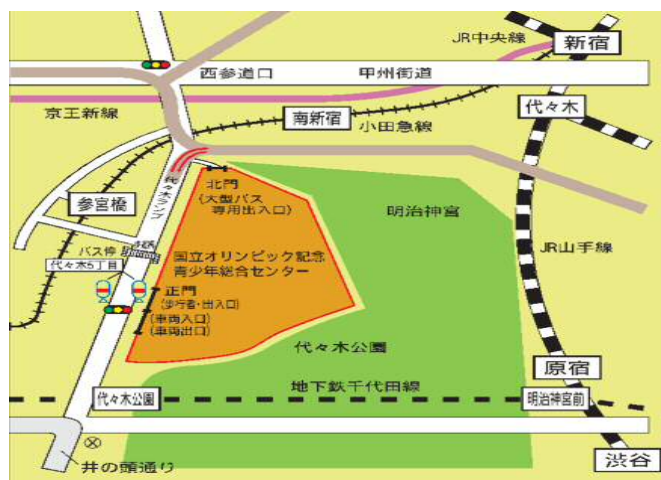 JR中央線
新宿
西参道口
甲州街道
京王新線
南新宿
小田急線
代々木
代々木ランプ
北門
(大型バス
専用出入口)
明治神宮
参宮橋
バス停
代々木5丁目
国立オリンピック記念
青少年総合センター
JR山手線
正門
(歩行者・出入口)
(車両入口)
(車両出口)
代々木公園
原宿
地下鉄千代田線
代々木公園
明治神宮前
井の頭通り
渋谷